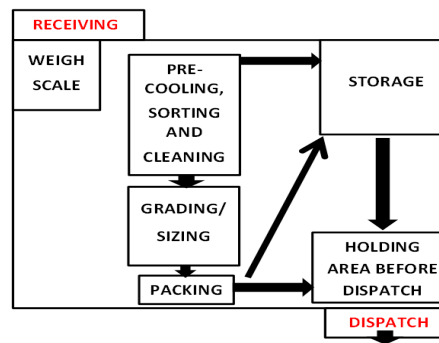 RECEIVING
WEIGH
SCALE
PRE-
COOLING,
SORTING
AND
CLEANING
STORAGE
GRADING/
SIZING
PACKING
HOLDING
AREA BEFORE
DISPATCH
DISPATCH